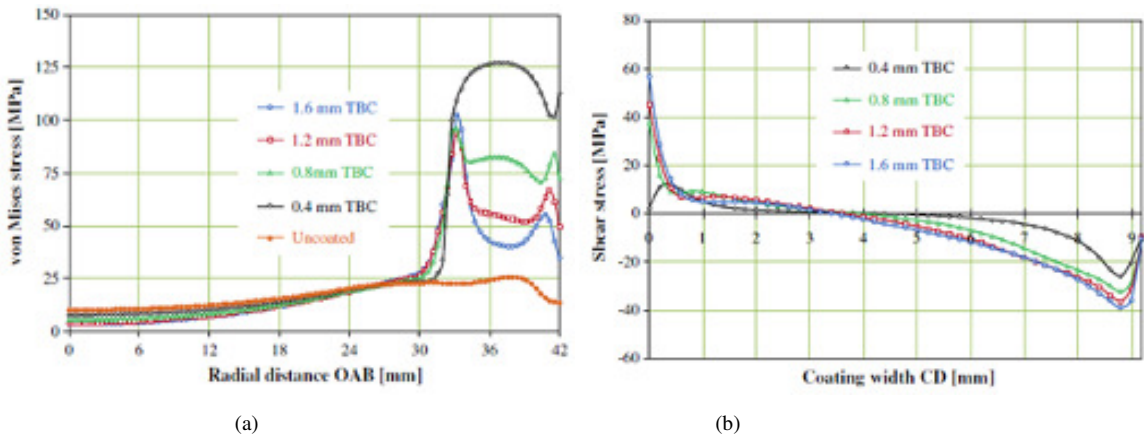 150
125
100
75
50
25
0
von Mises stress [MPa]
1.6 mm TBC
1.2 mm TBC
0.8mm TBC
0.4 mm TBC
Uncoated
0 6 12 18 24 30 36 42
Radial distance OAB [mm]
(a)
80
60
40
20
0
-20
-40
-60
Shear stress [MPa]
0.4 mm TBC
0.8 mm TBC
1.2 mm TBC
1.6 mm TBC
0 1 2 3 4 5 6 7 8 9
Coating width CD [mm]
(b)